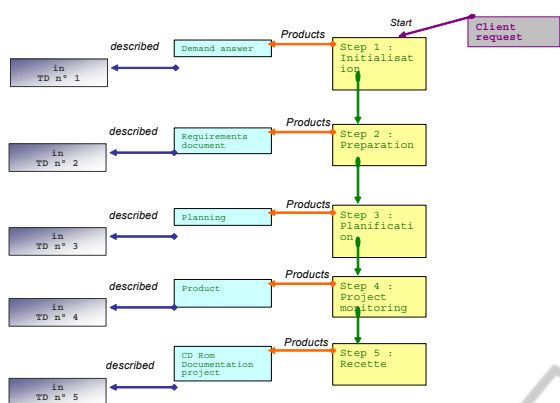 Start
Client
request
Products
described
Demand answer
Step 1 :
Initialisat
ion
in
TD n° 1
Products
described
Requirements
document
Step 2 :
Preparation
in
TD n° 2
Products
described
Planning
Step 3 :
Planificati
on
in
TD n° 3
Products
described
Product
Step 4 :
Project
monitoring
in
TD n° 4
Products
described
CD Rom
Documentation
project
Step 5 :
Recette
in
TD n° 5